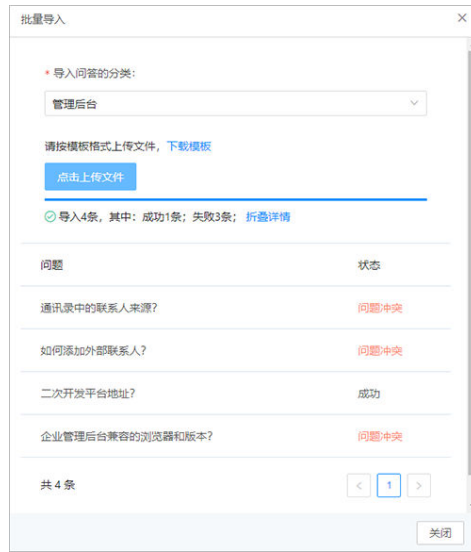 批量导入
* 导入问答的分类：
管理后台
请按模板格式上传文件，下载模板
点击上传文件
导入4条，其中：成功1条；失败3条； 折叠详情
问题 状态
通讯录中的联系人来源？ 问题冲突
如何添加外部联系人？ 问题冲突
二次开发平台地址？ 成功
企业管理后台兼容的浏览器和版本？ 问题冲突
共 4 条 < 1 >
关闭